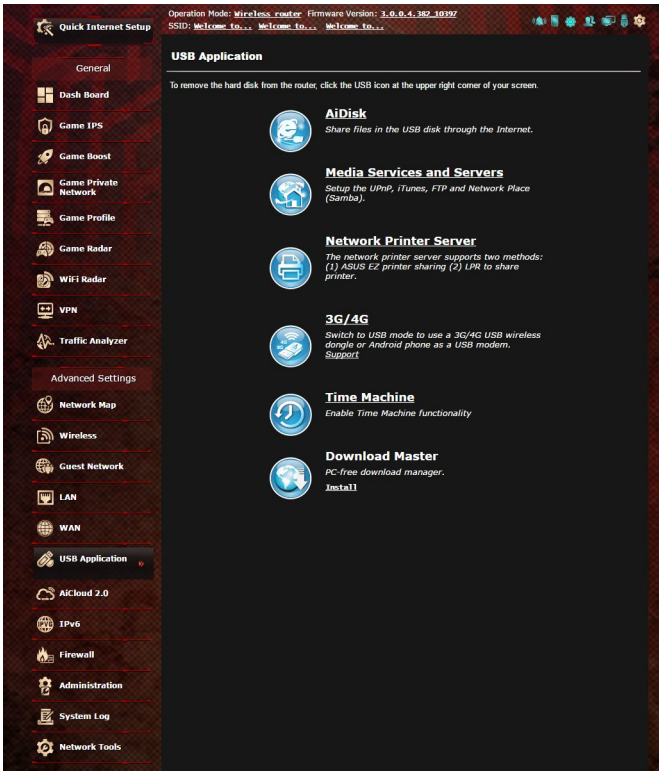 Quick Internet Setup
Operation Mode: Wireless router Firmware Version: 3.0.0.4.382_10397
SSID: Welcome to... Welcome to... Welcome to...
General
Dash Board
Game IPS
Game Boost
Game Private
Network
Game Profile
Game Radar
WiFi Radar
VPN
Traffic Analyzer
Advanced Settings
Network Map
Wireless
Guest Network
LAN
WAN
USB Application
AiCloud 2.0
IPv6
Firewall
Administration
System Log
Network Tools
USB Application
To remove the hard disk from the router, click the USB icon at the upper right corner of your screen.
AiDisk
Share files in the USB disk through the Internet.
Media Services and Servers
Setup the UPnP, iTunes, FTP and Network Place
(Samba).
Network Printer Server
The network printer server supports two methods:
(1) ASUS EZ printer sharing (2) LPR to share
printer.
3G/4G
Switch to USB mode to use a 3G/4G USB wireless
dongle or Android phone as a USB modem.
Support
Time Machine
Enable Time Machine functionality
Download Master
PC-free download manager.
Install